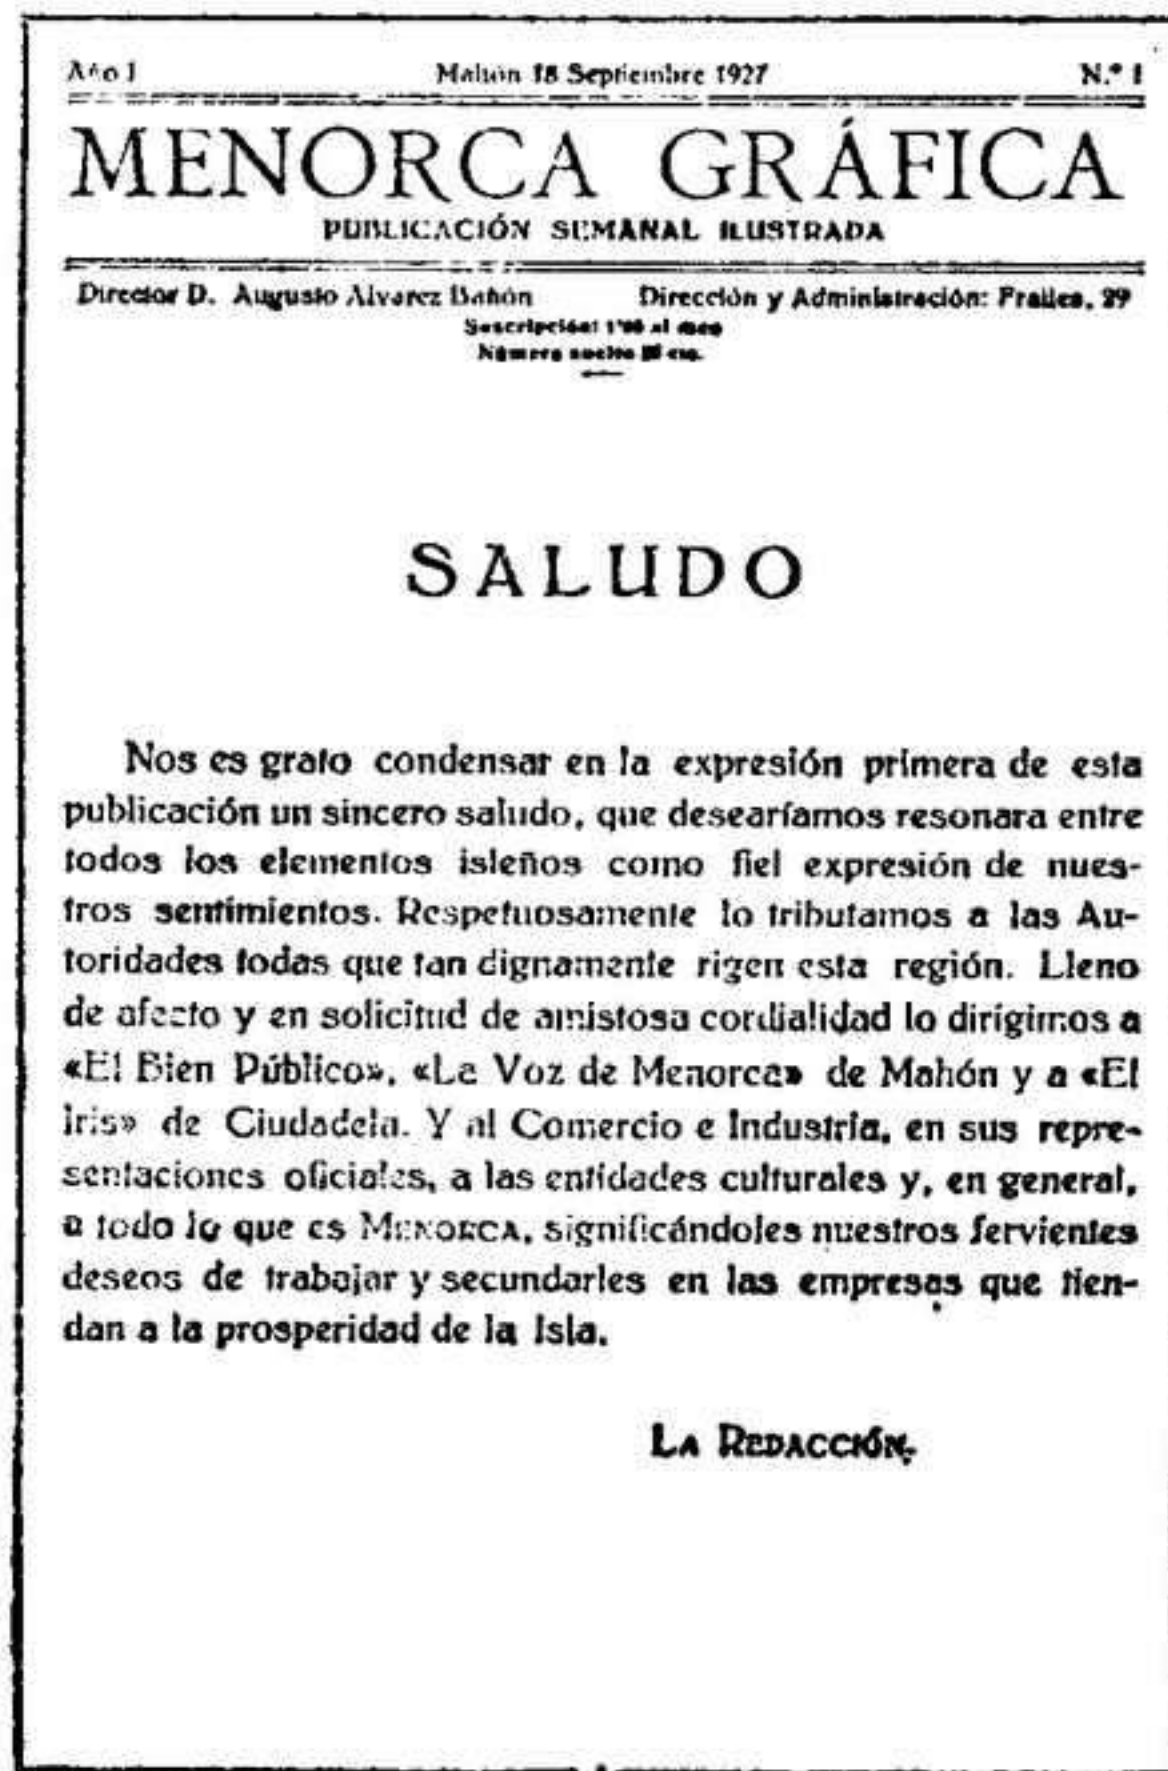 Año I Mahón 18 Septiembre 1927 N.º 1
MENORCA GRÁFICA
PUBLICACIÓN SEMANAL ILUSTRADA
Director D. Augusto Alvarez Bañón Dirección y Administración: Frailes, 29
Suscripción: al mes
Número suelto cts.
SALUDO
Nos es grato condensar en la expresión primera de esta
publicación un sincero saludo, que desearíamos resonara entre
todos los elementos isleños como fiel expresión de nues-
tros sentimientos. Respetuosamente lo tributamos a las Au-
toridades todas que tan dignamente rigen esta región. Lleno
de afecto y en solicitud de amistosa cordialidad lo dirigimos a
«El Bien Público», «La Voz de Menorca» de Mahón y a «El
Iris» de Ciudadela. Y al Comercio e Industria, en sus repre-
sentaciones oficiales, a las entidades culturales y, en general,
a todo lo que es MENORCA, significándoles nuestros fervientes
deseos de trabajar y secundarles en las empresas que tien-
dan a la prosperidad de la Isla.
LA REDACCIÓN.